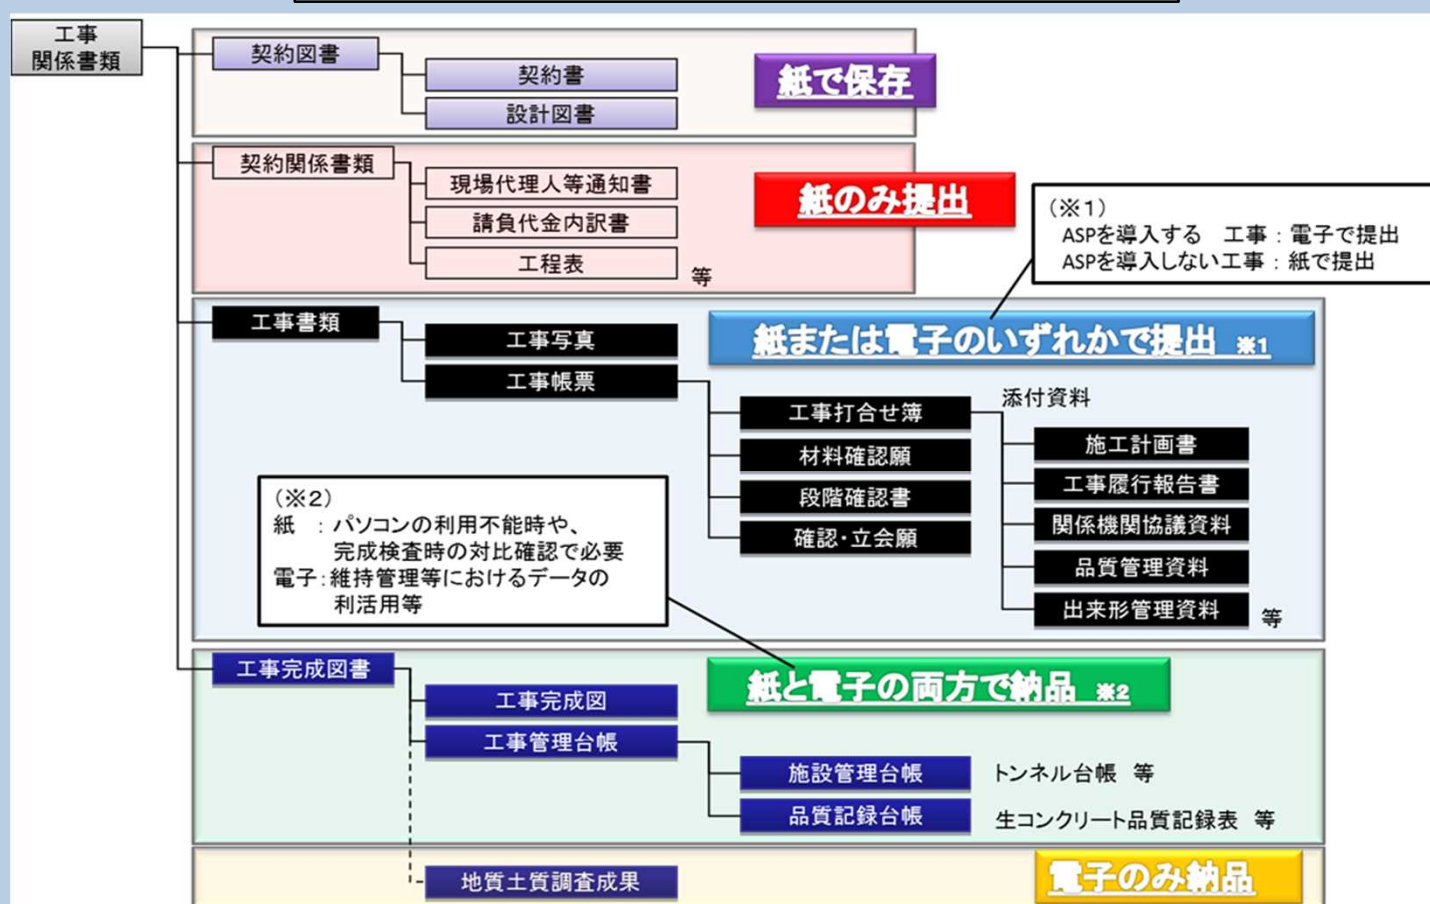 工事
関係書類
契約図書
契約書
設計図書
紙で保存
契約関係書類
現場代理人等通知書
請負代金内訳書
工程表
等
紙のみ提出
(※1)
ASPを導入する　工事：電子で提出
ASPを導入しない工事：紙で提出
工事書類
工事写真
工事帳票
紙または電子のいずれかで提出 ※1
工事打合せ簿
材料確認願
段階確認書
確認・立会願
添付資料
施工計画書
工事履行報告書
関係機関協議資料
品質管理資料
出来形管理資料
等
(※2)
紙　：パソコンの利用不能時や、
完成検査時の対比確認で必要
電子：維持管理等におけるデータの
利活用等
工事完成図書
工事完成図
工事管理台帳
紙と電子の両方で納品 ※2
施設管理台帳
トンネル台帳 等
品質記録台帳
生コンクリート品質記録表 等
地質土質調査成果
電子のみ納品